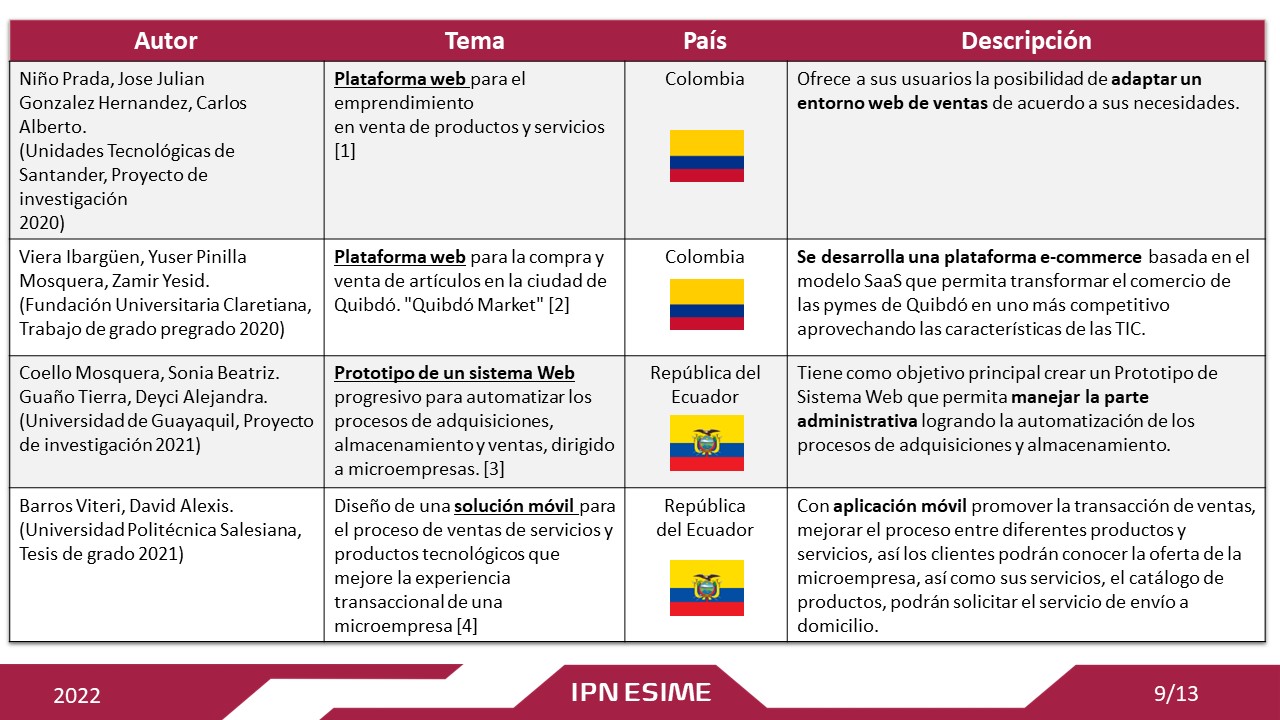 Autor
Tema
País
Descripción
Niño Prada, Jose Julian
Gonzalez Hernandez, Carlos
Alberto.
(Unidades Tecnológicas de
Santander, Proyecto de
investigación
2020)
Plataforma web para el
emprendimiento
en venta de productos y servicios
[1]
Colombia
Ofrece a sus usuarios la posibilidad de adaptar un
entorno web de ventas de acuerdo a sus necesidades.
Viera Ibargüen, Yuser Pinilla
Mosquera, Zamir Yesid.
(Fundación Universitaria Claretiana,
Trabajo de grado pregrado 2020)
Plataforma web para la compra y
venta de artículos en la ciudad de
Quibdó. "Quibdó Market" [2]
Colombia
Se desarrolla una plataforma e-commerce basada en el
modelo SaaS que permita transformar el comercio de
las pymes de Quibdó en uno más competitivo
aprovechando las características de las TIC.
Coello Mosquera, Sonia Beatriz.
Guaño Tierra, Deyci Alejandra.
(Universidad de Guayaquil, Proyecto
de investigación 2021)
Prototipo de un sistema Web
progresivo para automatizar los
procesos de adquisiciones,
almacenamiento y ventas, dirigido
a microempresas. [3]
República del
Ecuador
Tiene como objetivo principal crear un Prototipo de
Sistema Web que permita manejar la parte
administrativa logrando la automatización de los
procesos de adquisiciones y almacenamiento.
Barros Viteri, David Alexis.
(Universidad Politécnica Salesiana,
Tesis de grado 2021)
Diseño de una solución móvil para
el proceso de ventas de servicios y
productos tecnológicos que
mejore la experiencia
transaccional de una
microempresa [4]
República
del Ecuador
Con aplicación móvil promover la transacción de ventas,
mejorar el proceso entre diferentes productos y
servicios, así los clientes podrán conocer la oferta de la
microempresa, así como sus servicios, el catálogo de
productos, podrán solicitar el servicio de envío a
domicilio.
2022
IPN ESIME
9/13